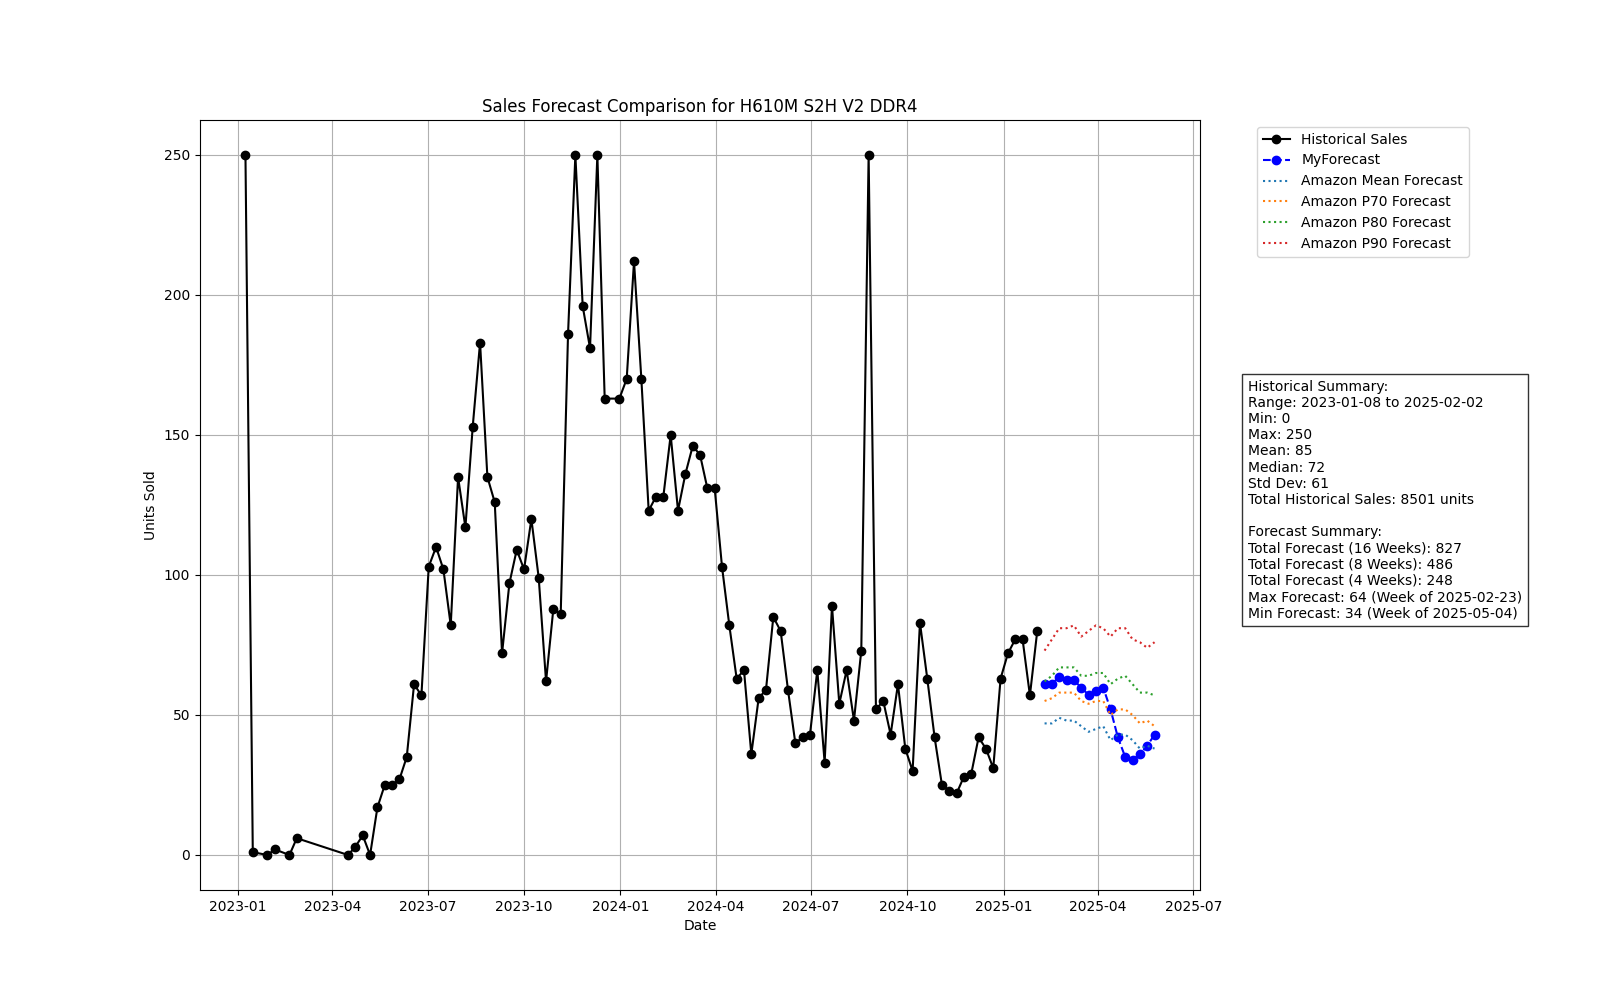 Sales Forecast Comparison for H610M S2H V2 DDR4
Historical Sales
MyForecast
Amazon Mean Forecast
Amazon P70 Forecast
Amazon P80 Forecast
Amazon P90 Forecast
250
200
150
100
50
0
Units Sold
2023-01
2023-04
2023-07
2023-10
2024-01
2024-04
2024-07
2024-10
2025-01
2025-04
2025-07
Date
Historical Summary:
Range: 2023-01-08 to 2025-02-02
Min: 0
Max: 250
Mean: 85
Median: 72
Std Dev: 61
Total Historical Sales: 8501 units
Forecast Summary:
Total Forecast (16 Weeks): 827
Total Forecast (8 Weeks): 486
Total Forecast (4 Weeks): 248
Max Forecast: 64 (Week of 2025-02-23)
Min Forecast: 34 (Week of 2025-05-04)